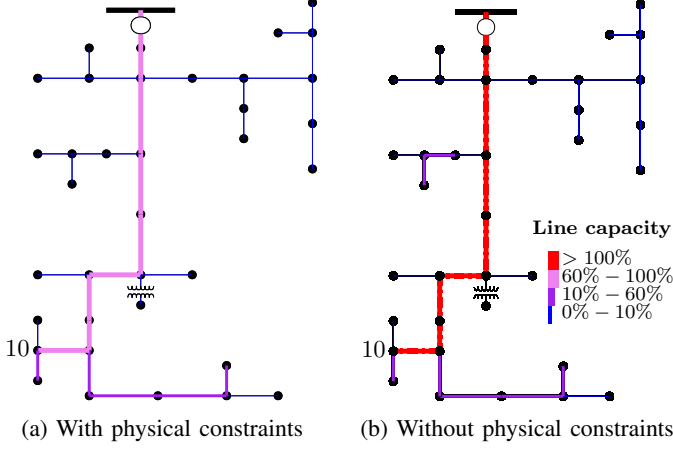 Line capacity
> 100%
60% − 100%
10% − 60%
0% − 10%
10
10
(a) With physical constraints
(b) Without physical constraints